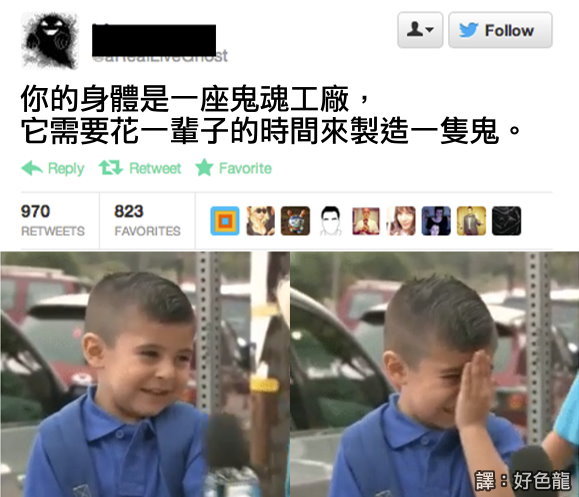 Follow
你的身體是一座鬼魂工廠，
它需要花一輩子的時間來製造一隻鬼。
Reply Retweet Favorite
970 823
RETWEETS FAVORITES
譯：好色龍